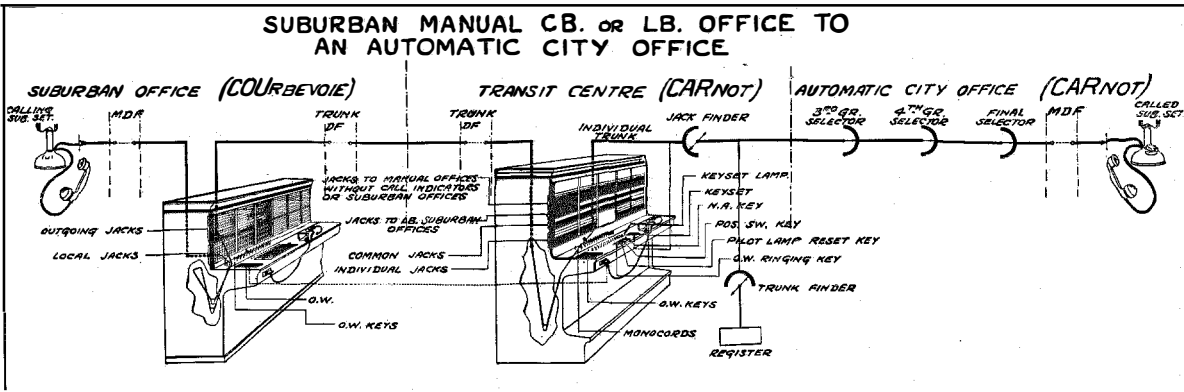 SUBURBAN MANUAL CB. OR LB. OFFICE TO
AN AUTOMATIC CITY OFFICE
SUBURBAN OFFICE (COURBEVOIE)
TRANSIT CENTRE (CARNOT)
AUTOMATIC CITY OFFICE (CARNOT)
CALLING
SUB. SET.
MDF
TRUNK
DF
TRUNK
DF
INDIVIDUAL
TRUNK
JACK FINDER
3RD GR.
SELECTOR
4TH GR.
SELECTOR
FINAL
SELECTOR
MDF
CALLED
SUB. SET.
JACKS TO MANUAL OFFICES
WITHOUT CALL INDICATORS
OR SUBURBAN OFFICES
JACKS TO LB. SUBURBAN
OFFICES
COMMON JACKS
INDIVIDUAL JACKS
OUTGOING JACKS
LOCAL JACKS
O.W.
O.W. KEYS
KEYSET LAMP
KEYSET
N.A. KEY
POS. SW. KEY
PILOT LAMP RESET KEY
O.W. RINGING KEY
TRUNK FINDER
O.W. KEYS
MONOCORDS
REGISTER